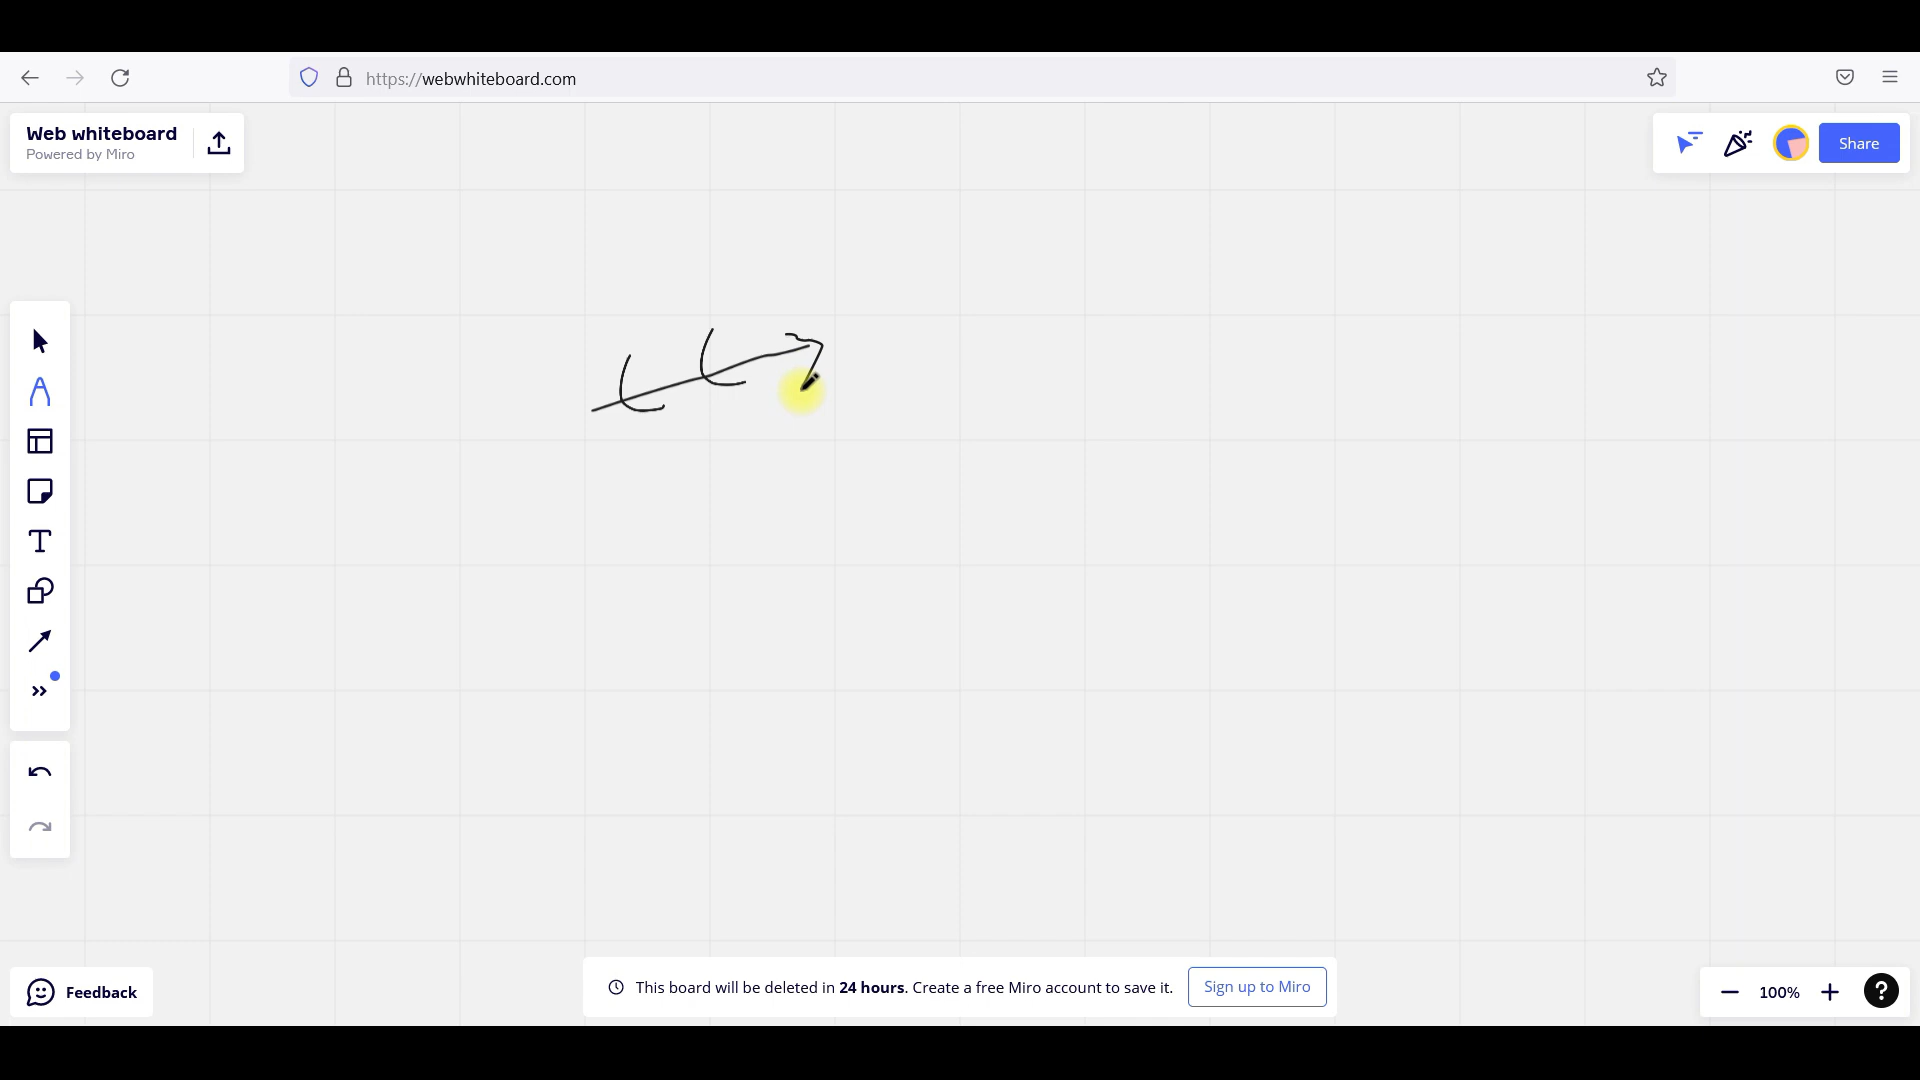 https://webwhiteboard.com
Web whiteboard
Powered by Miro
Share
Feedback
This board will be deleted in 24 hours. Create a free Miro account to save it.
Sign up to Miro
100%